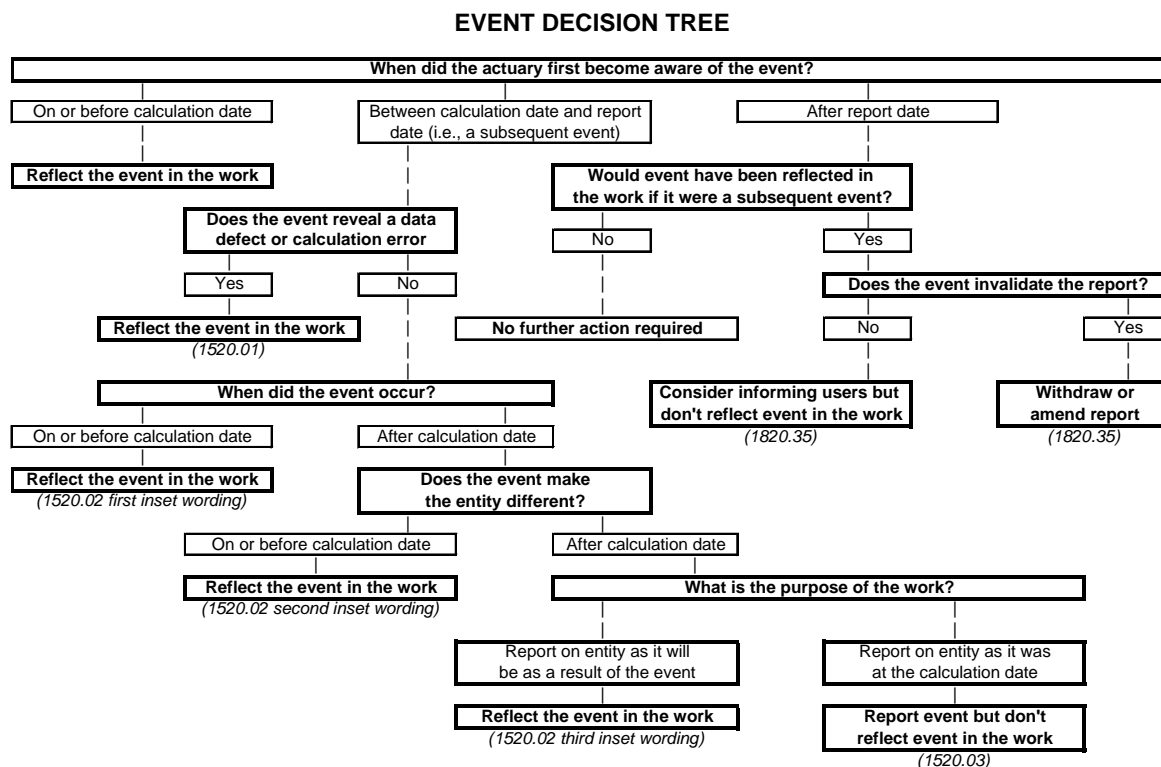 EVENT DECISION TREE
When did the actuary first become aware of the event?
On or before calculation date
Between calculation date and report
date (i.e., a subsequent event)
After report date
Reflect the event in the work
Would event have been reflected in
the work if it were a subsequent event?
Does the event reveal a data
defect or calculation error
No
Yes
Yes
No
Does the event invalidate the report?
Reflect the event in the work
(1520.01)
No further action required
No
Yes
When did the event occur?
Consider informing users but
don't reflect event in the work
(1820.35)
Withdraw or
amend report
(1820.35)
On or before calculation date
After calculation date
Reflect the event in the work
(1520.02 first inset wording)
Does the event make
the entity different?
On or before calculation date
After calculation date
Reflect the event in the work
(1520.02 second inset wording)
What is the purpose of the work?
Report on entity as it will
be as a result of the event
Report on entity as it was
at the calculation date
Reflect the event in the work
(1520.02 third inset wording)
Report event but don't
reflect event in the work
(1520.03)